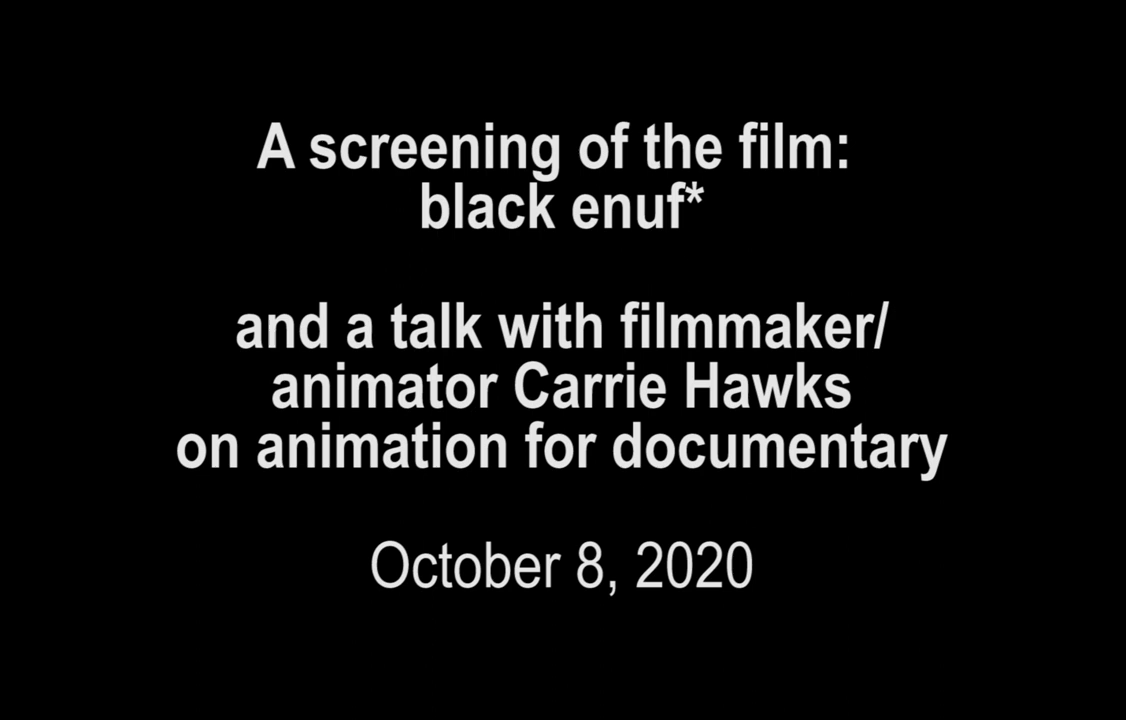 A screening of the film:
black enuf*
and a talk with filmmaker/
animator Carrie Hawks
on animation for documentary
October 8, 2020